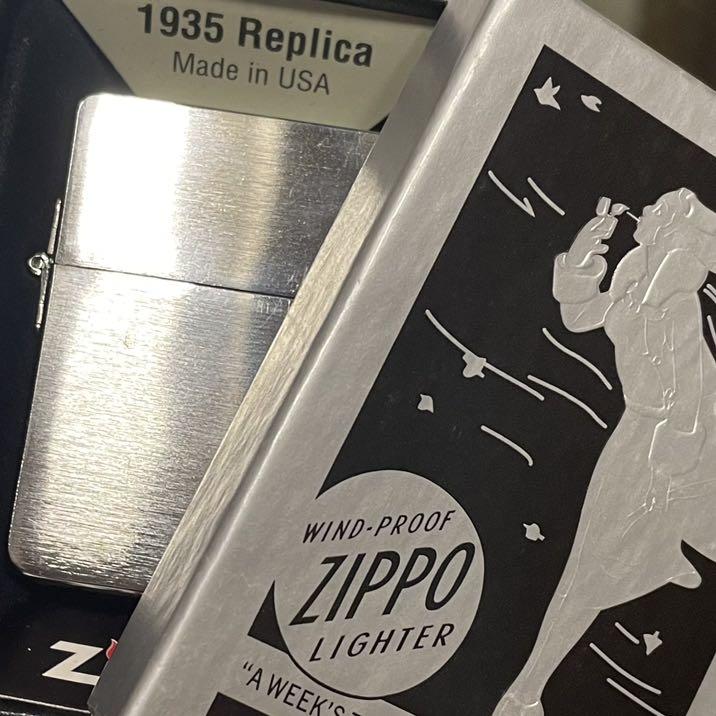 1935 Replica
Made in USA
WIND-PROOF
ZIPPO
LIGHTER
"A WEEK'S